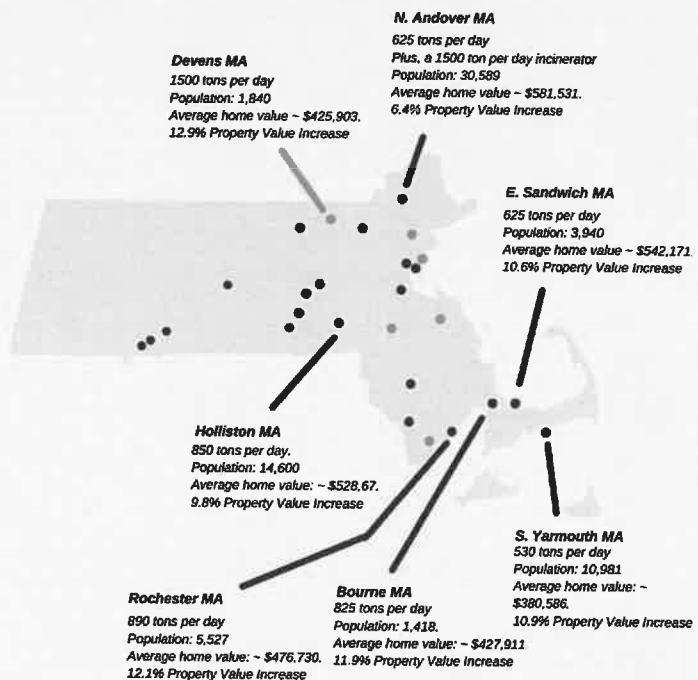 N. Andover MA
625 tons per day
Plus, a 1500 ton per day incinerator
Population: 30,589
Average home value ~ $581,531.
6.4% Property Value Increase
Devens MA
1500 tons per day
Population: 1,840
Average home value ~ $425,903.
12.9% Property Value Increase
E. Sandwich MA
625 tons per day
Population: 3,940
Average home value ~ $542,171
10.6% Property Value Increase
Holliston MA
850 tons per day.
Population: 14,600
Average home value: ~ $528,67.
9.8% Property Value Increase
S. Yarmouth MA
530 tons per day
Population: 10,981
Average home value: ~
$380,586.
10.9% Property Value Increase
Rochester MA
890 tons per day
Population: 5,527
Average home value: ~ $476,730.
12.1% Property Value Increase
Bourne MA
825 tons per day
Population: 1,418.
Average home value: ~ $427,911
11.9% Property Value Increase